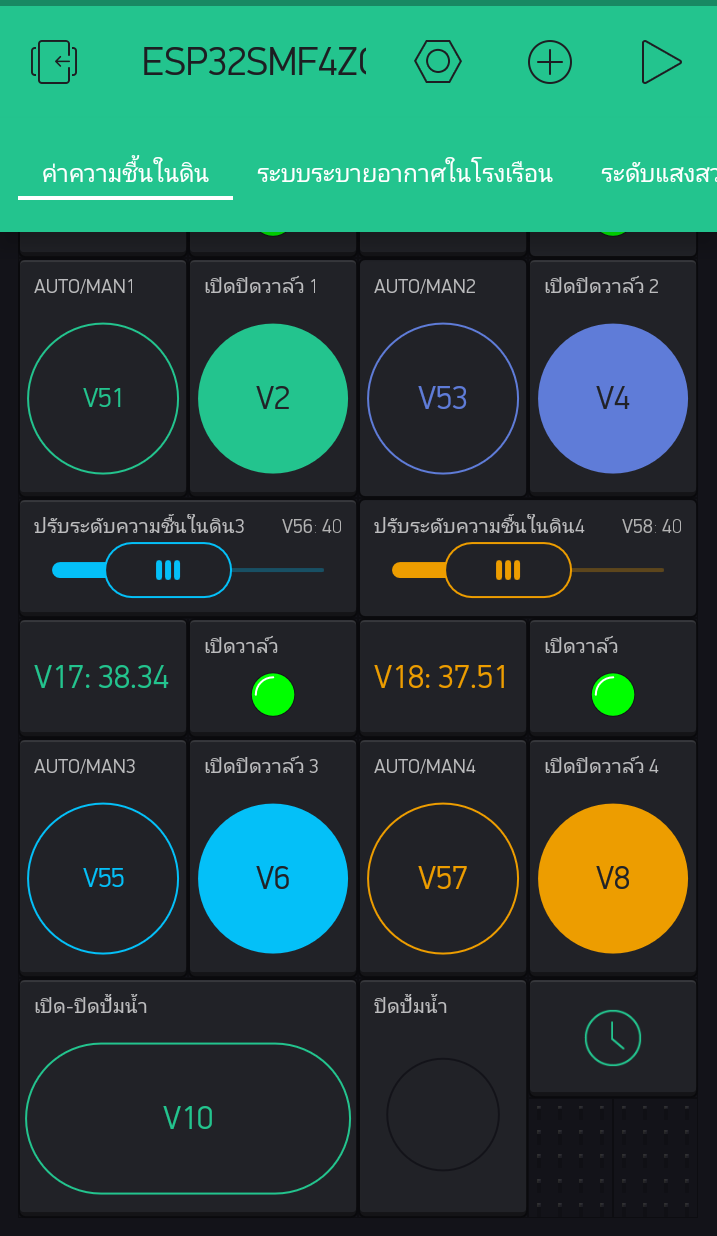 ESP32SMF4Z
ค่าความชื้นในดิน ระบบระบายอากาศในโรงเรือน ระดับแสงสว
AUTO/MAN1 เปิดปิดวาล์ว 1 AUTO/MAN2 เปิดปิดวาล์ว 2
V51 V2 V53 V4
ปรับระดับความชื้นในดิน3 V56: 40 ปรับระดับความชื้นในดิน4 V58: 40
เปิดวาล์ว เปิดวาล์ว
V17: 38.34 V18: 37.51
AUTO/MAN3 เปิดปิดวาล์ว 3 AUTO/MAN4 เปิดปิดวาล์ว 4
V55 V6 V57 V8
เปิด-ปิดปั้มน้ำ ปิดปั้มน้ำ
V10